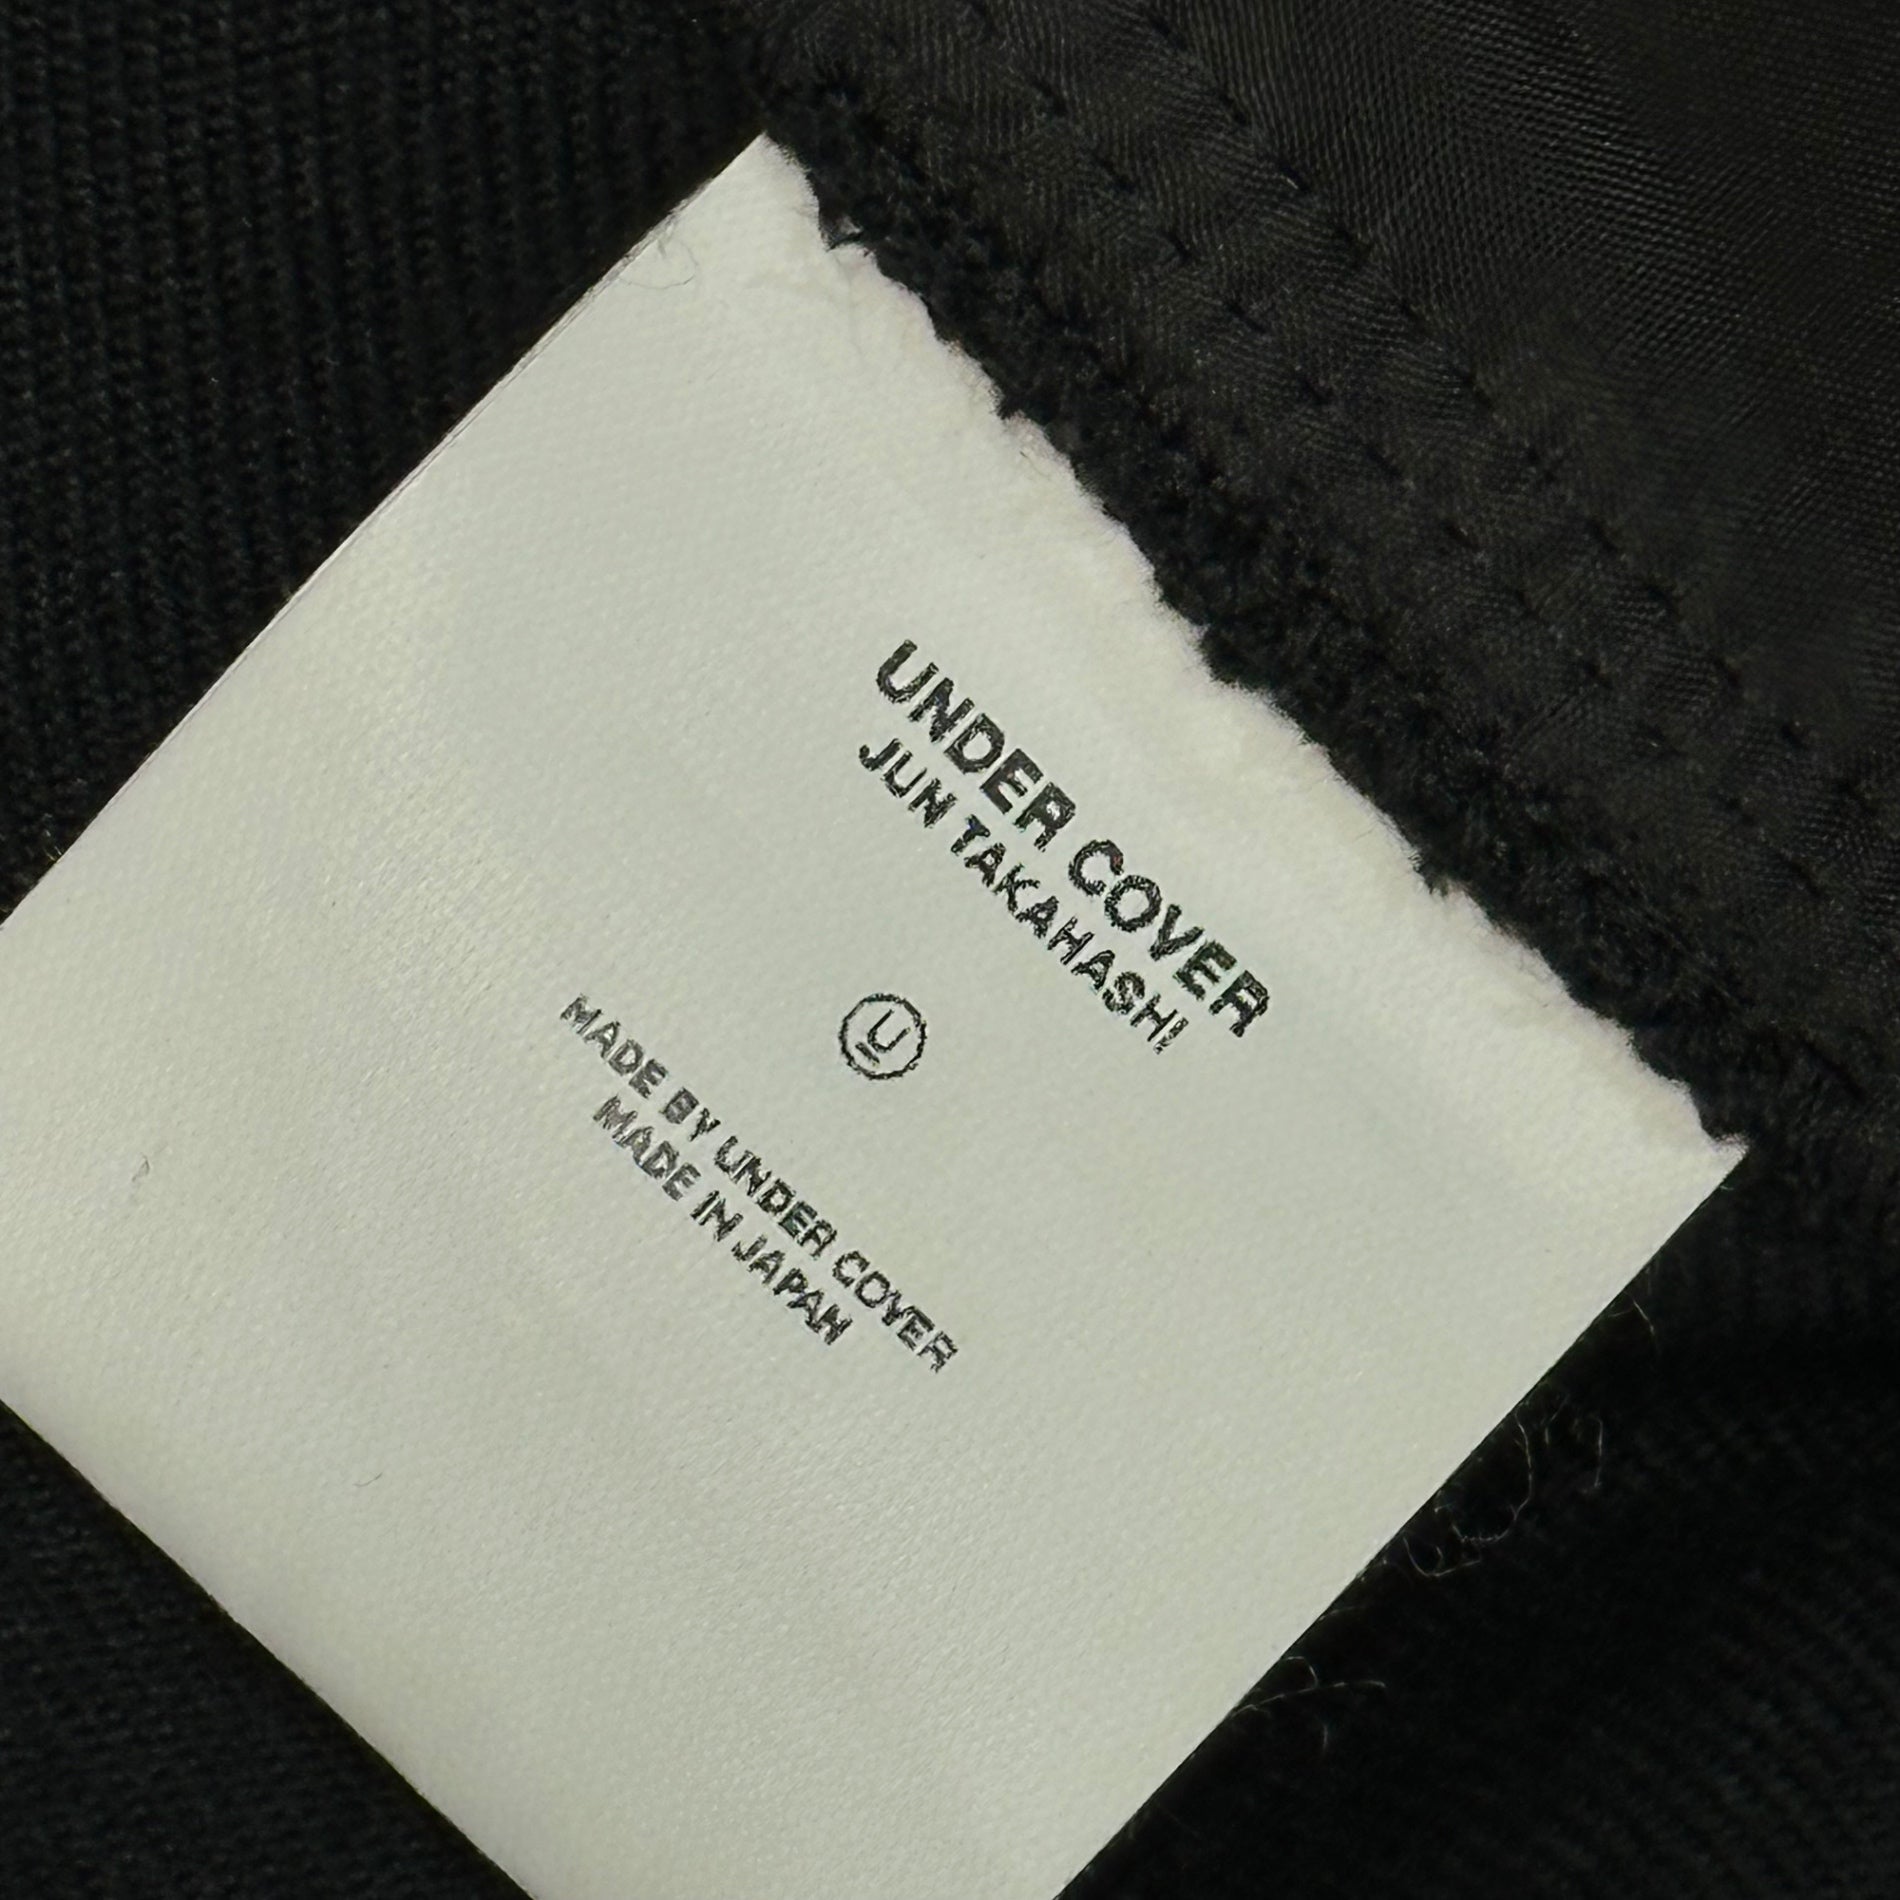 UNDER COVER
JUN TAKAHASHI
U
MADE BY UNDER COVER
MADE IN JAPAN